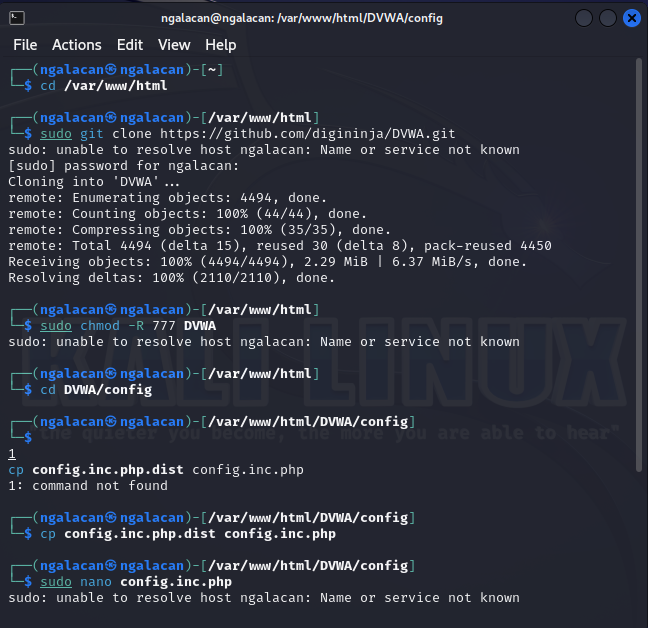 ngalacan@ngalacan: /var/www/html/DVWA/config
File Actions Edit View Help
┌──(ngalacan㉿ngalacan)-[~]
└─$ cd /var/www/html
┌──(ngalacan㉿ngalacan)-[/var/www/html]
└─$ sudo git clone https://github.com/digininja/DVWA.git
sudo: unable to resolve host ngalacan: Name or service not known
[sudo] password for ngalacan:
Cloning into 'DVWA'...
remote: Enumerating objects: 4494, done.
remote: Counting objects: 100% (44/44), done.
remote: Compressing objects: 100% (35/35), done.
remote: Total 4494 (delta 15), reused 30 (delta 8), pack-reused 4450
Receiving objects: 100% (4494/4494), 2.29 MiB | 6.37 MiB/s, done.
Resolving deltas: 100% (2110/2110), done.
┌──(ngalacan㉿ngalacan)-[/var/www/html]
└─$ sudo chmod -R 777 DVWA
sudo: unable to resolve host ngalacan: Name or service not known
KALI LINUX
┌──(ngalacan㉿ngalacan)-[/var/www/html]
└─$ cd DVWA/config
┌──(ngalacan㉿ngalacan)-[/var/www/html/DVWA/config]
└─$
"the quieter you become, the more you are able to hear"
1
cp config.inc.php.dist config.inc.php
1: command not found
┌──(ngalacan㉿ngalacan)-[/var/www/html/DVWA/config]
└─$ cp config.inc.php.dist config.inc.php
┌──(ngalacan㉿ngalacan)-[/var/www/html/DVWA/config]
└─$ sudo nano config.inc.php
sudo: unable to resolve host ngalacan: Name or service not known